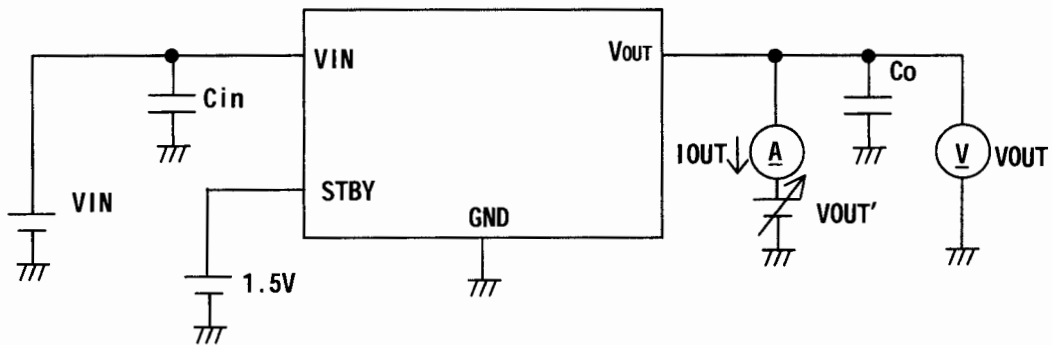 VIN
VOUT
Cin
Co
IOUT
A
V
VOUT
VIN
STBY
VOUT'
GND
1.5V